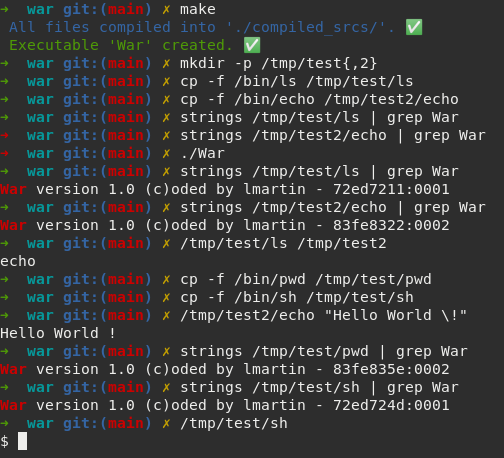 ➜  war git:(main) ✗ make
 All files compiled into './compiled_srcs/'. ✅
 Executable 'War' created. ✅
➜  war git:(main) ✗ mkdir -p /tmp/test{,2}
➜  war git:(main) ✗ cp -f /bin/ls /tmp/test/ls
➜  war git:(main) ✗ cp -f /bin/echo /tmp/test2/echo
➜  war git:(main) ✗ strings /tmp/test/ls | grep War
➜  war git:(main) ✗ strings /tmp/test2/echo | grep War
➜  war git:(main) ✗ ./War
➜  war git:(main) ✗ strings /tmp/test/ls | grep War
War version 1.0 (c)oded by lmartin - 72ed7211:0001
➜  war git:(main) ✗ strings /tmp/test2/echo | grep War
War version 1.0 (c)oded by lmartin - 83fe8322:0002
➜  war git:(main) ✗ /tmp/test/ls /tmp/test2
echo
➜  war git:(main) ✗ cp -f /bin/pwd /tmp/test/pwd
➜  war git:(main) ✗ cp -f /bin/sh /tmp/test/sh
➜  war git:(main) ✗ /tmp/test2/echo "Hello World \!"
Hello World !
➜  war git:(main) ✗ strings /tmp/test/pwd | grep War
War version 1.0 (c)oded by lmartin - 83fe835e:0002
➜  war git:(main) ✗ strings /tmp/test/sh | grep War
War version 1.0 (c)oded by lmartin - 72ed724d:0001
➜  war git:(main) ✗ /tmp/test/sh
$